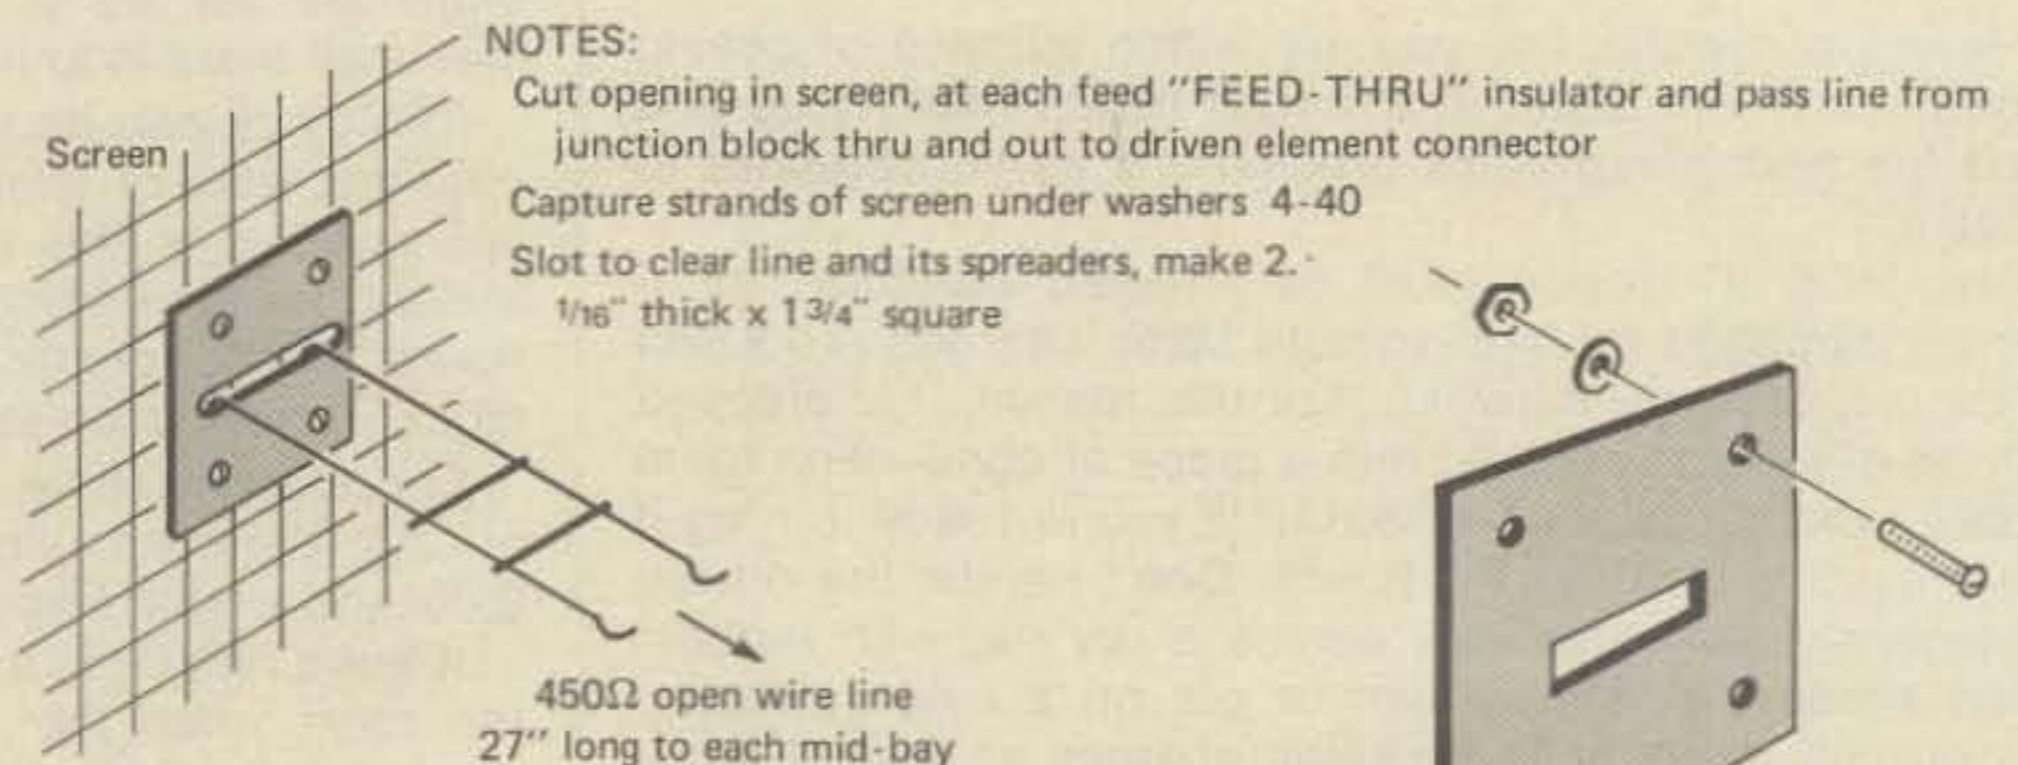 NOTES:
Cut opening in screen, at each feed "FEED-THRU" insulator and pass line from
junction block thru and out to driven element connector
Screen
Capture strands of screen under washers 4-40
Slot to clear line and its spreaders, make 2.
1/16" thick x 1 3/4" square
450Ω open wire line
27" long to each mid-bay